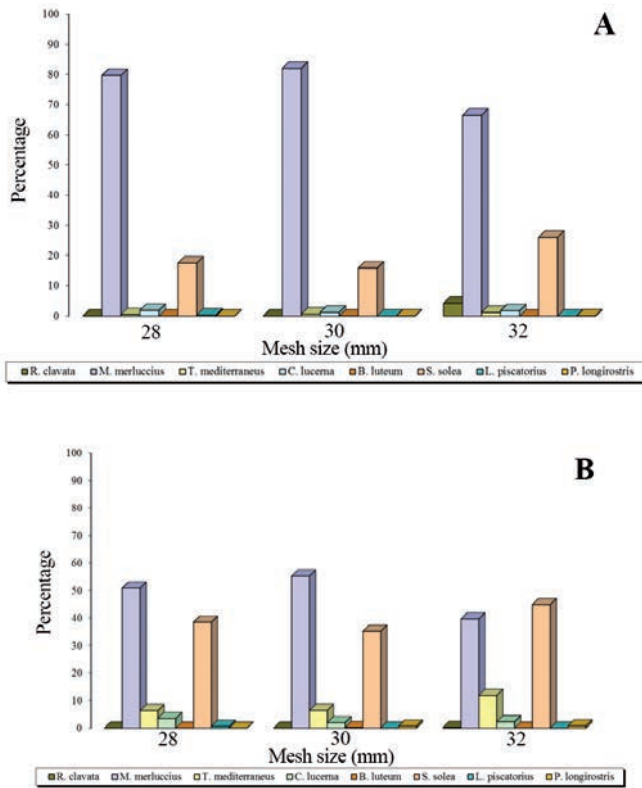 A
100
90
80
70
60
50
40
30
20
10
0
Percentage
28 30 32
Mesh size (mm)
R. clavata M. merluccius T. mediterraneus C. lucerna B. luteum S. solea L. piscatorius P. longirostris
B
100
90
80
70
60
50
40
30
20
10
0
Percentage
28 30 32
Mesh size (mm)
R. clavata M. merluccius T. mediterraneus C. lucerna B. luteum S. solea L. piscatorius P. longirostris